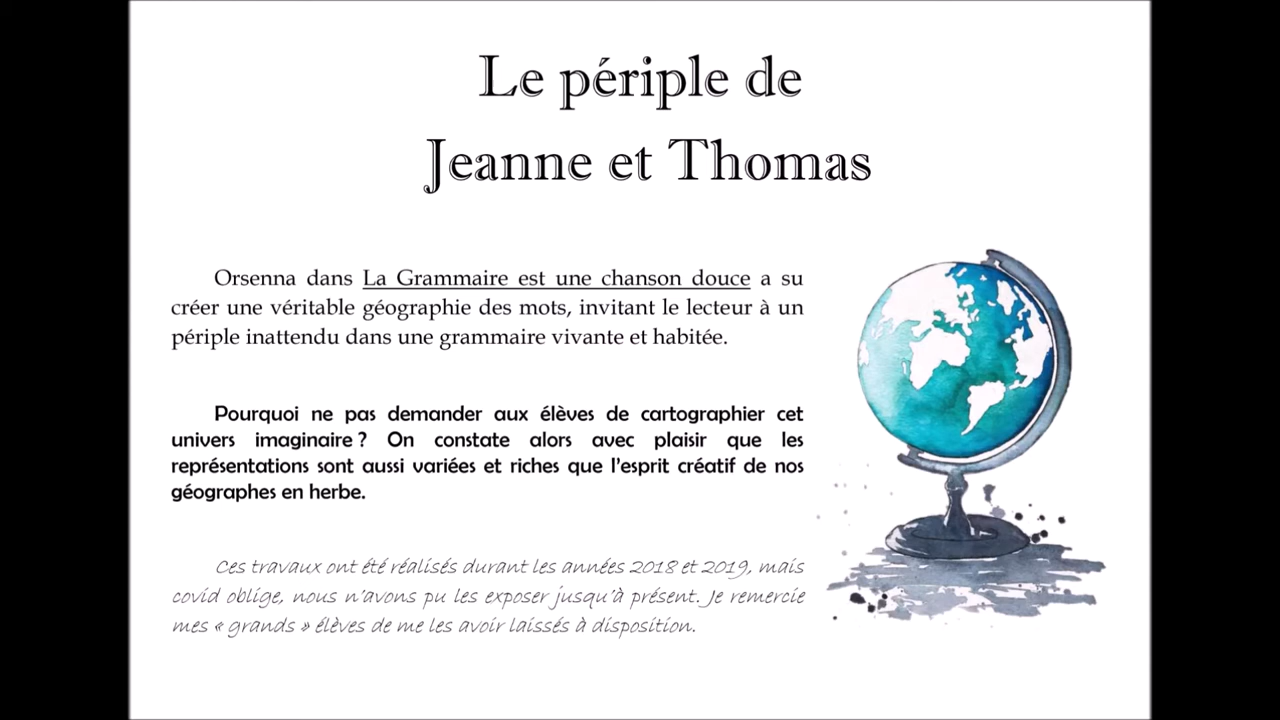 Le périple de
Jeanne et Thomas
Orsenna dans La Grammaire est une chanson douce a su
créer une véritable géographie des mots, invitant le lecteur à un
périple inattendu dans une grammaire vivante et habitée.
Pourquoi ne pas demander aux élèves de cartographier cet
univers imaginaire ? On constate alors avec plaisir que les
représentations sont aussi variées et riches que l'esprit créatif de nos
géographes en herbe.
Ces travaux ont été réalisés durant les années 2018 et 2019, mais
covid oblige, nous n'avons pu les exposer jusqu'à présent. Je remercie
mes « grands » élèves de me les avoir laissés à disposition.